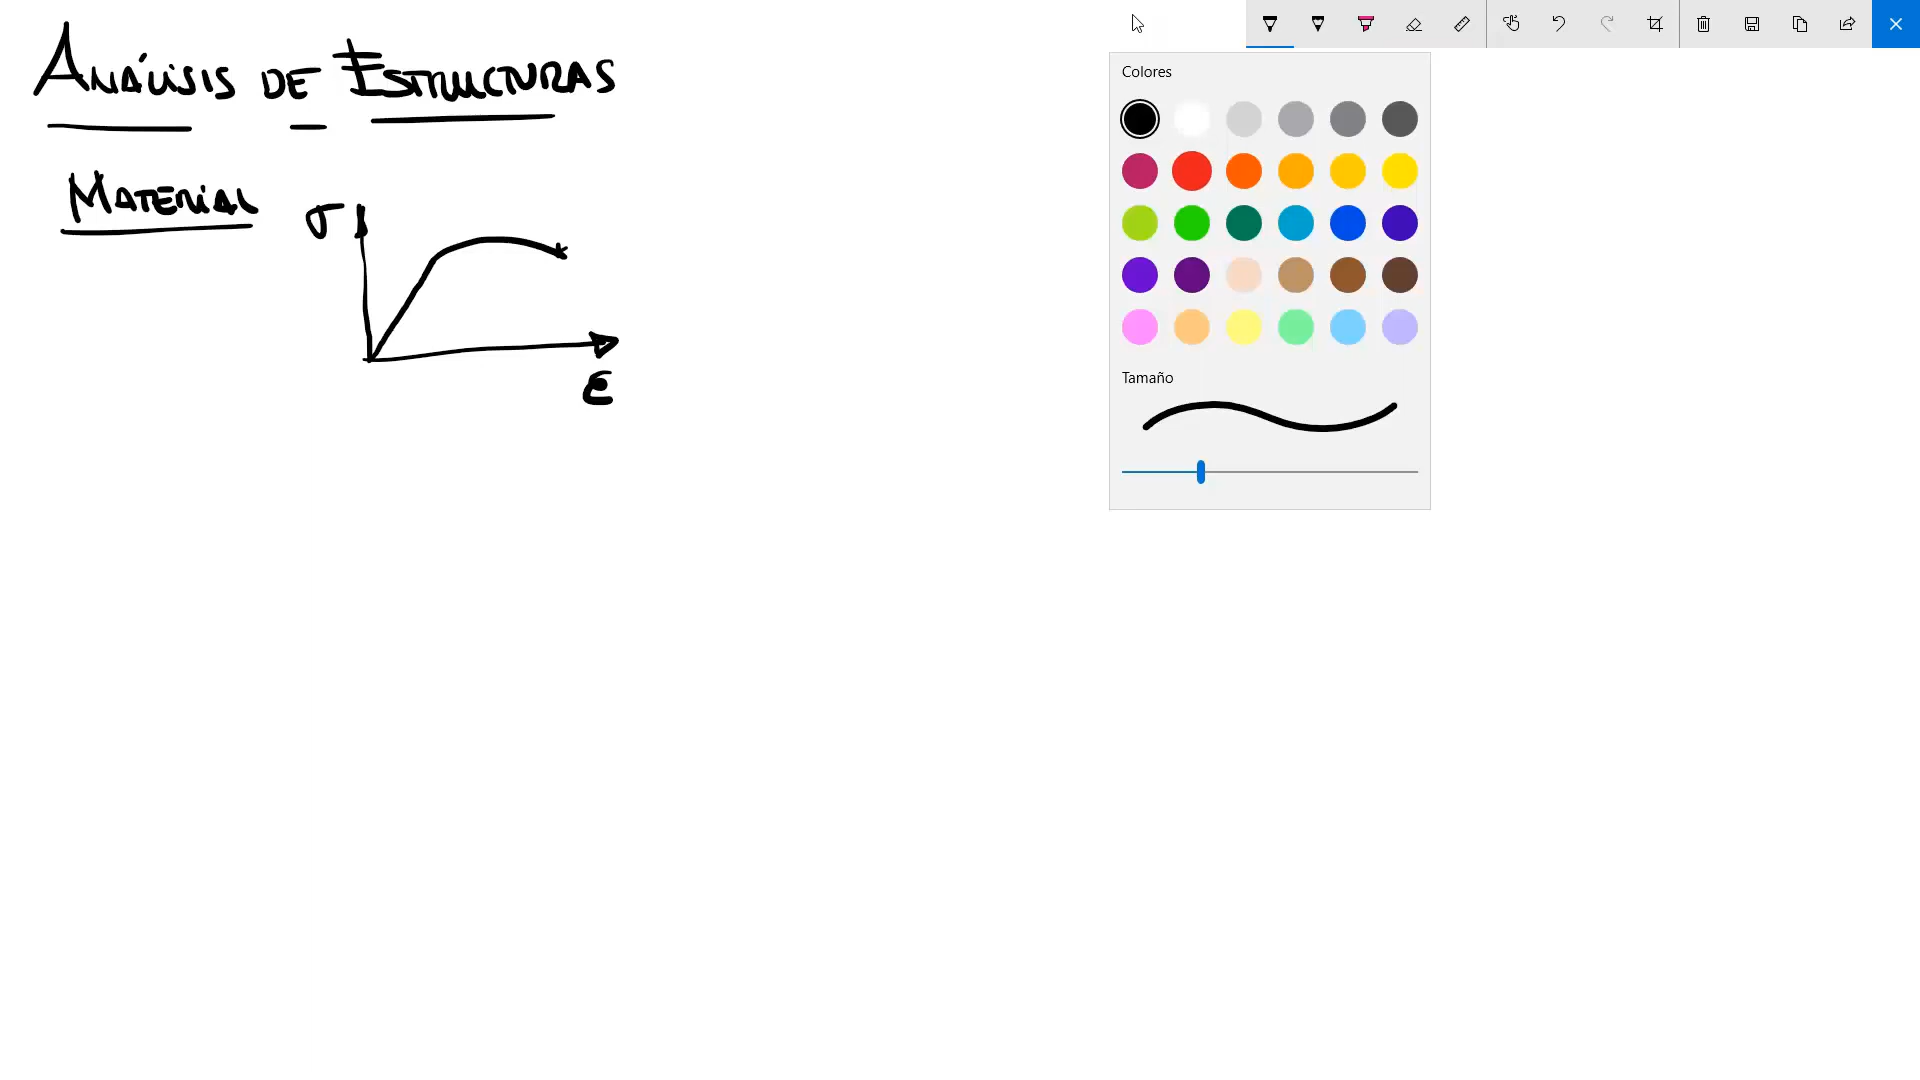 Análisis de Estructuras
Material
σ
ε
Colores
Tamaño